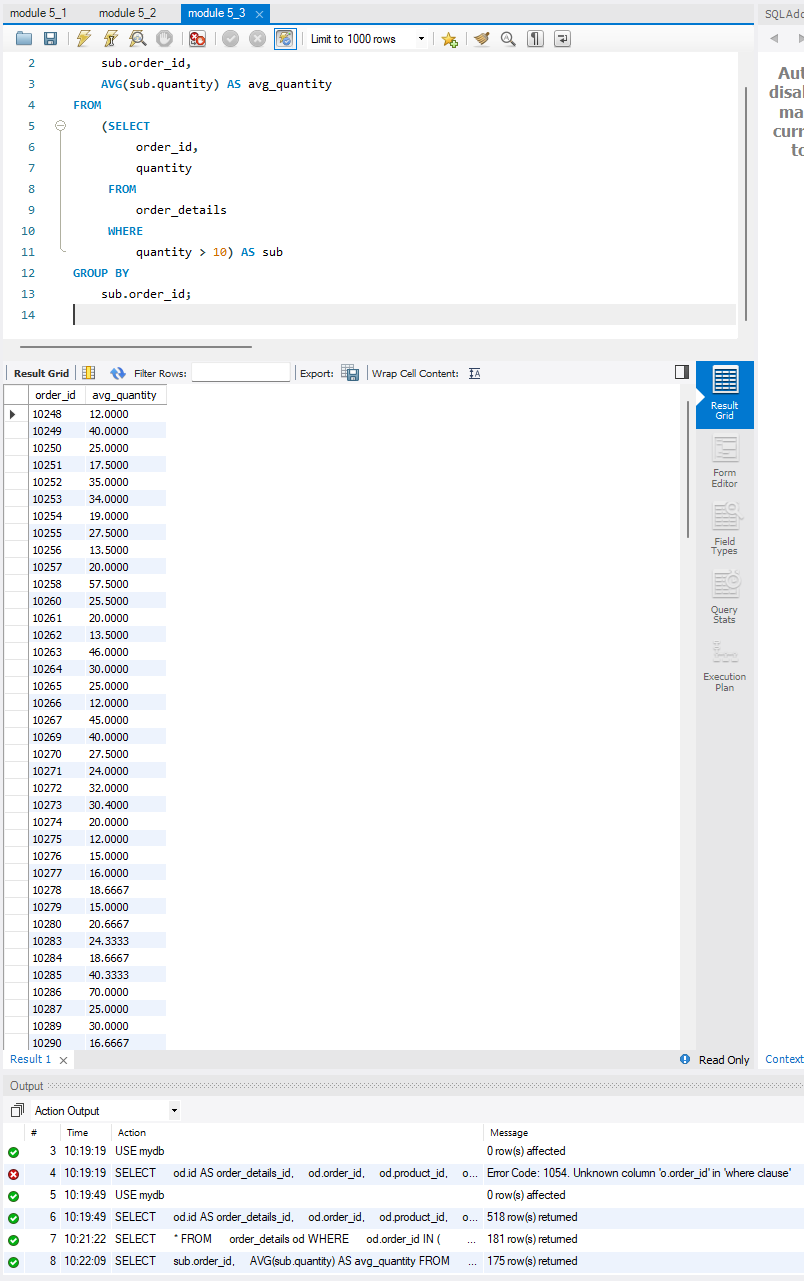 module 5_1 module 5_2 module 5_3
SQLAdd
Limit to 1000 rows
Aut
disal
ma
curr
to
2 sub.order_id,
3 AVG(sub.quantity) AS avg_quantity
4 FROM
5 (SELECT
6 order_id,
7 quantity
8 FROM
9 order_details
10 WHERE
11 quantity > 10) AS sub
12 GROUP BY
13 sub.order_id;
14
Result Grid Filter Rows: Export: Wrap Cell Content:
order_id avg_quantity
10248 12.0000
10249 40.0000
10250 25.0000
10251 17.5000
10252 35.0000
10253 34.0000
10254 19.0000
10255 27.5000
10256 13.5000
10257 20.0000
10258 57.5000
10260 25.5000
10261 20.0000
10262 13.5000
10263 46.0000
10264 30.0000
10265 25.0000
10266 12.0000
10267 45.0000
10269 40.0000
10270 27.5000
10271 24.0000
10272 32.0000
10273 30.4000
10274 20.0000
10275 12.0000
10276 15.0000
10277 16.0000
10278 18.6667
10279 15.0000
10280 20.6667
10283 24.3333
10284 18.6667
10285 40.3333
10286 70.0000
10287 25.0000
10289 30.0000
10290 16.6667
Result
Grid
Form
Editor
Field
Types
Query
Stats
Execution
Plan
Result 1 Read Only Context
Output
Action Output
# Time Action Message
3 10:19:19 USE mydb 0 row(s) affected
4 10:19:19 SELECT od.id AS order_details_id, od.order_id, od.product_id, o... Error Code: 1054. Unknown column 'o.order_id' in 'where clause'
5 10:19:49 USE mydb 0 row(s) affected
6 10:19:49 SELECT od.id AS order_details_id, od.order_id, od.product_id, o... 518 row(s) returned
7 10:21:22 SELECT * FROM order_details od WHERE od.order_id IN ( ... 181 row(s) returned
8 10:22:09 SELECT sub.order_id, AVG(sub.quantity) AS avg_quantity FROM ... 175 row(s) returned